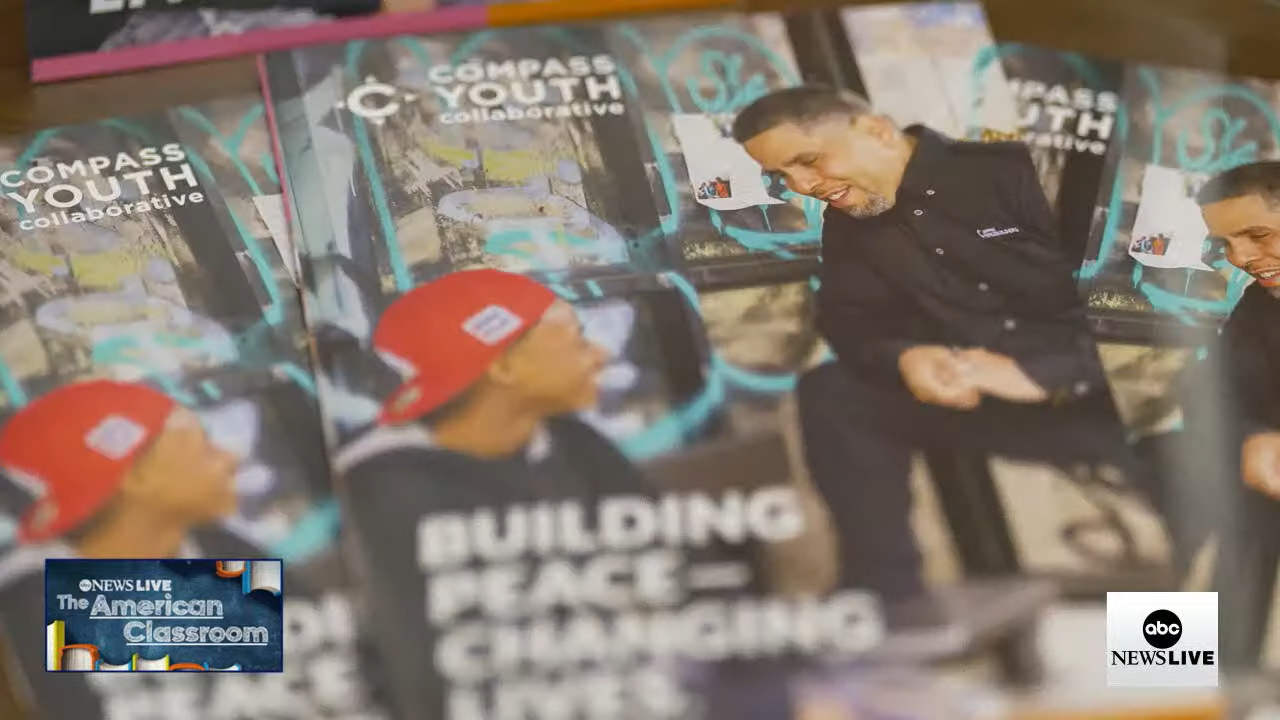 COMPASS
YOUTH
collaborative
COMPASS
YOUTH
collaborative
BUILDING
PEACE—
CHANGING
LIVES
PEACE
abc NEWS LIVE
The American
Classroom
abc
NEWS LIVE